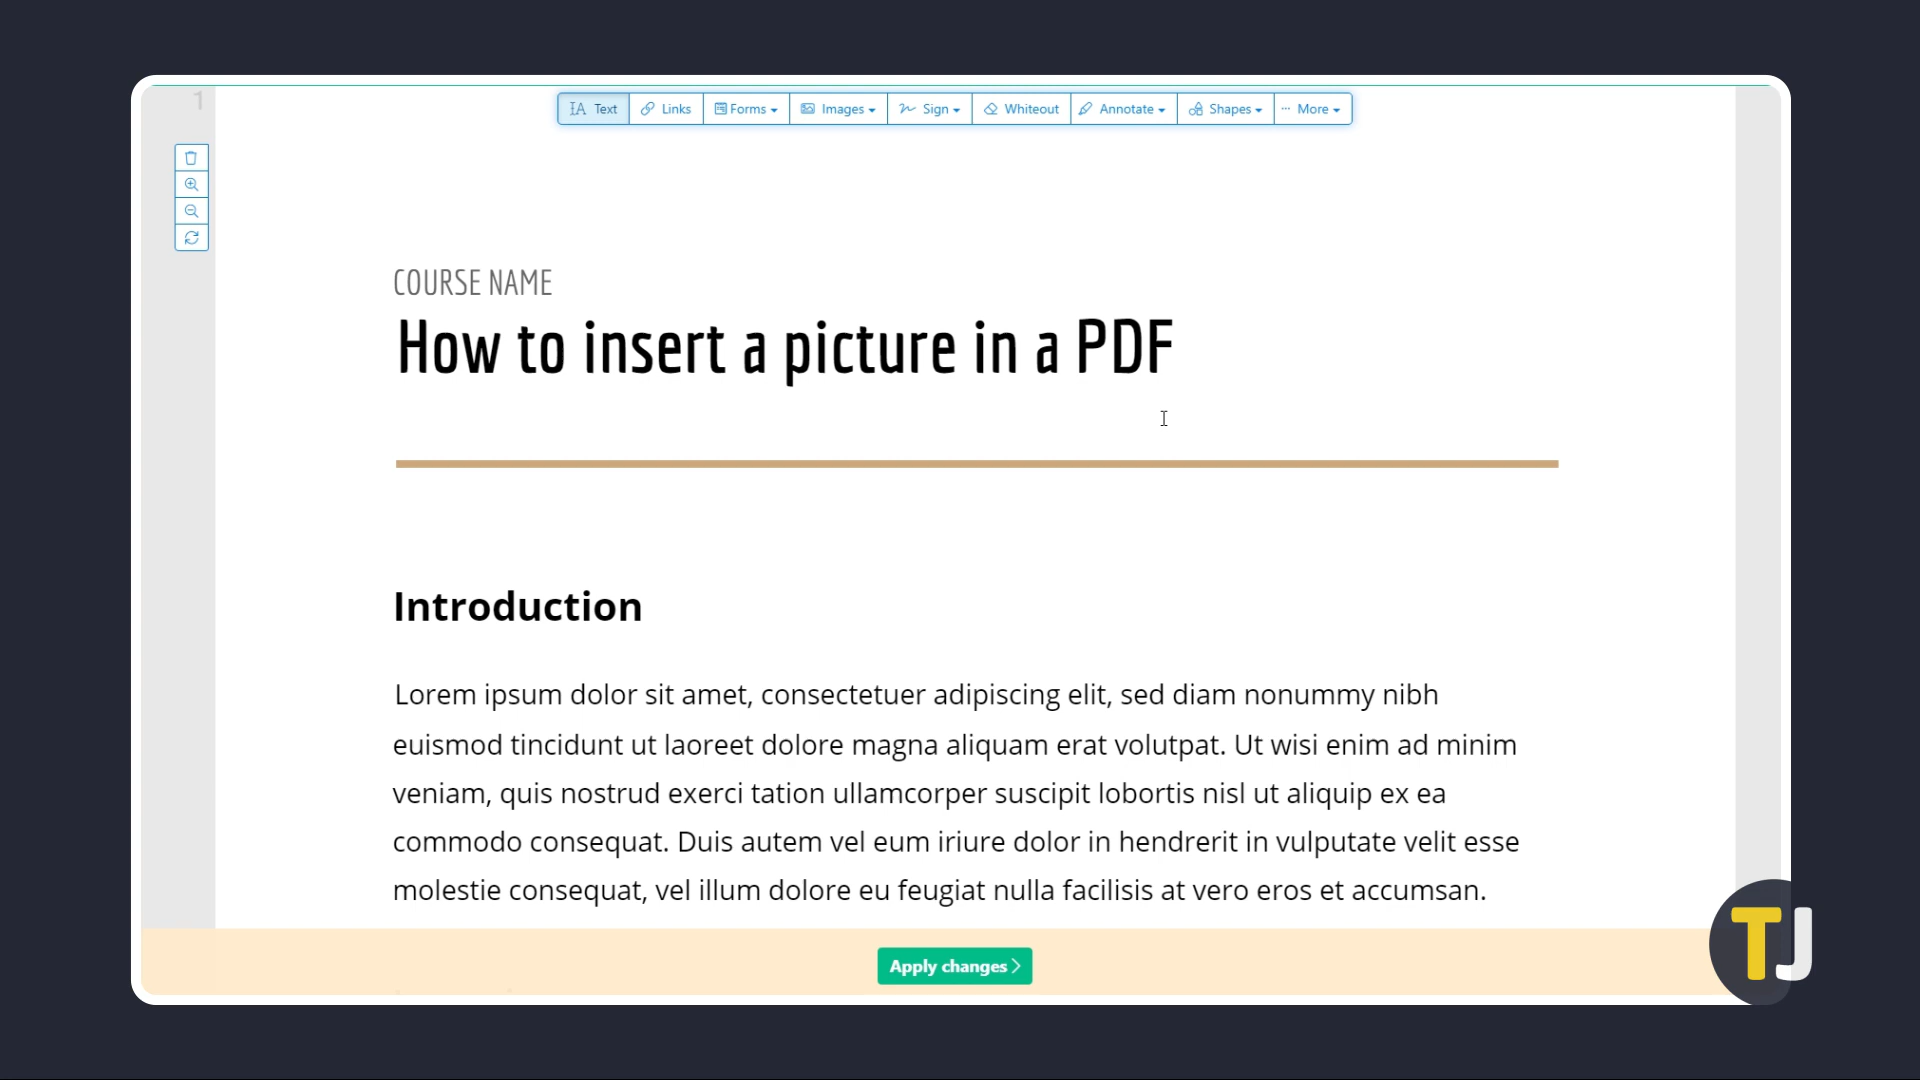 1
Text Links Forms Images Sign Whiteout Annotate Shapes ··· More
COURSE NAME
How to insert a picture in a PDF
Introduction
Lorem ipsum dolor sit amet, consectetuer adipiscing elit, sed diam nonummy nibh
euismod tincidunt ut laoreet dolore magna aliquam erat volutpat. Ut wisi enim ad minim
veniam, quis nostrud exerci tation ullamcorper suscipit lobortis nisl ut aliquip ex ea
commodo consequat. Duis autem vel eum iriure dolor in hendrerit in vulputate velit esse
molestie consequat, vel illum dolore eu feugiat nulla facilisis at vero eros et accumsan.
Apply changes
TJ